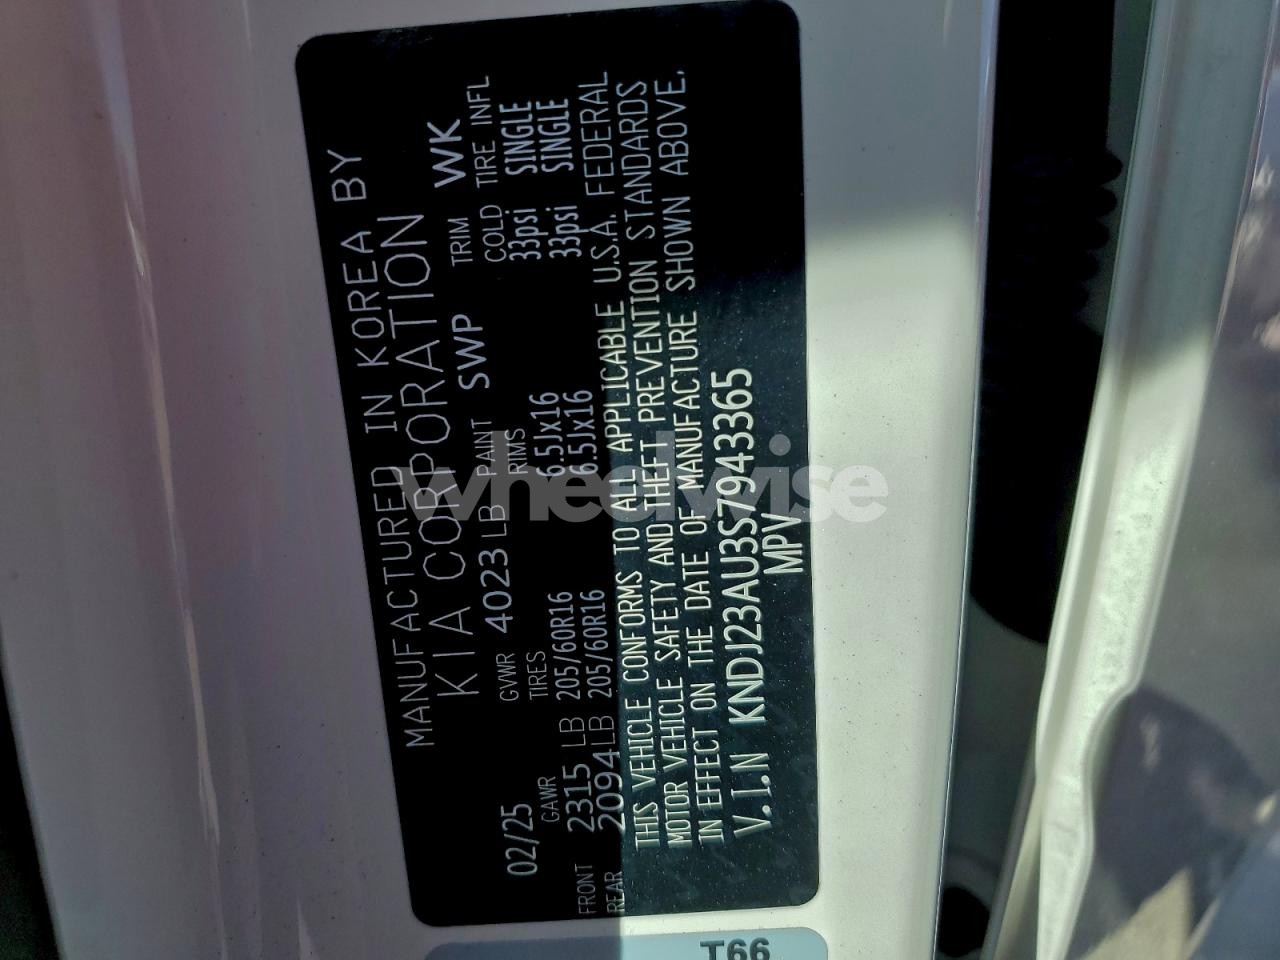 MANUFACTURED IN KOREA BY
KIA CORPORATION
02/25 GVWR 4023 LB PAINT SWP TRIM WK
GAWR TIRES RIMS COLD TIRE INFL
FRONT 2315 LB 205/60R16 6.5Jx16 33psi SINGLE
REAR 2094 LB 205/60R16 6.5Jx16 33psi SINGLE
THIS VEHICLE CONFORMS TO ALL APPLICABLE U.S.A. FEDERAL
MOTOR VEHICLE SAFETY AND THEFT PREVENTION STANDARDS
IN EFFECT ON THE DATE OF MANUFACTURE SHOWN ABOVE.
V.I.N KNDJ23AU3S7943365
MPV
T66
wheelwise